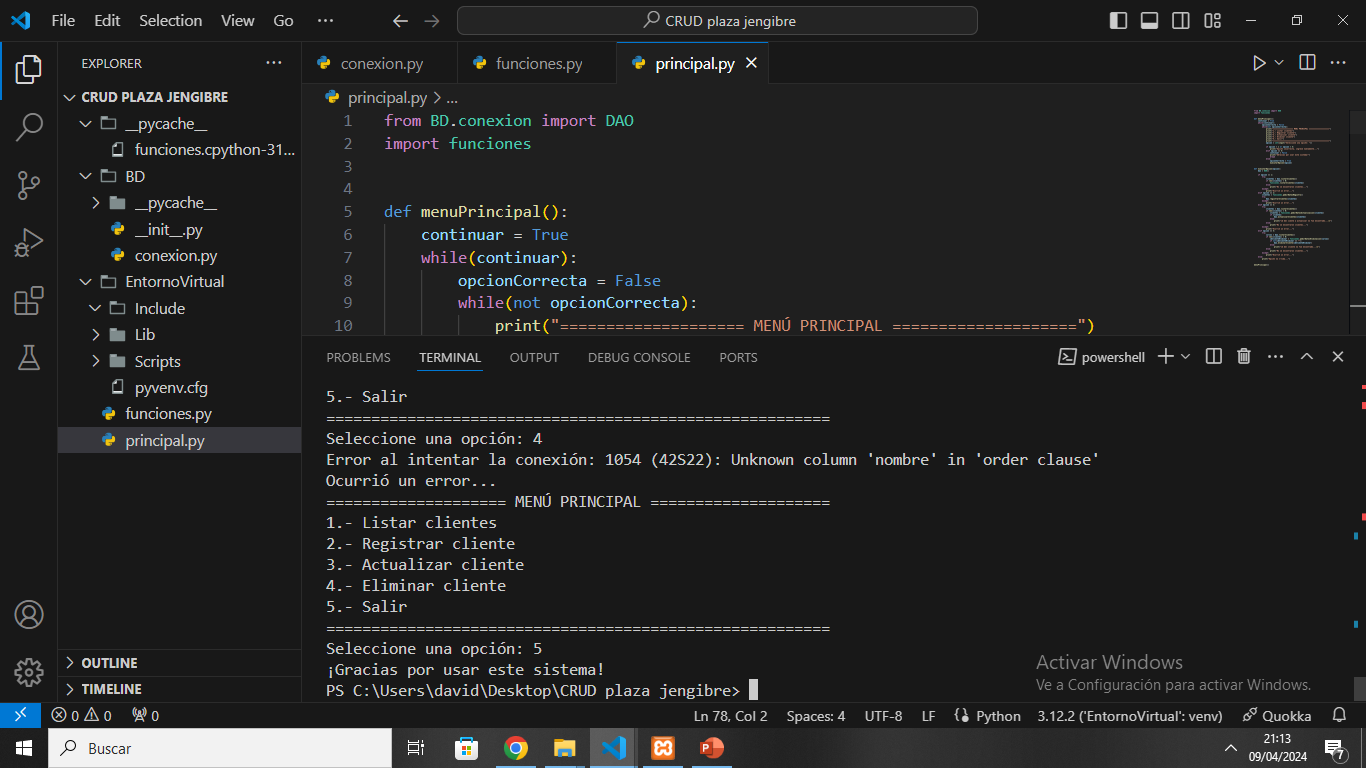 File Edit Selection View Go ··· CRUD plaza jengibre
EXPLORER ···
CRUD PLAZA JENGIBRE
__pycache__
funciones.cpython-31...
BD
__pycache__
__init__.py
conexion.py
EntornoVirtual
Include
Lib
Scripts
pyvenv.cfg
funciones.py
principal.py
OUTLINE
TIMELINE
conexion.py funciones.py principal.py
principal.py > ...
1 from BD.conexion import DAO
2 import funciones
3
4
5 def menuPrincipal():
6 continuar = True
7 while(continuar):
8 opcionCorrecta = False
9 while(not opcionCorrecta):
10 print("==================== MENÚ PRINCIPAL ====================")
PROBLEMS TERMINAL OUTPUT DEBUG CONSOLE PORTS powershell
5.- Salir
========================================================
Seleccione una opción: 4
Error al intentar la conexión: 1054 (42S22): Unknown column 'nombre' in 'order clause'
Ocurrió un error...
==================== MENÚ PRINCIPAL ====================
1.- Listar clientes
2.- Registrar cliente
3.- Actualizar cliente
4.- Eliminar cliente
5.- Salir
========================================================
Seleccione una opción: 5
¡Gracias por usar este sistema!
PS C:\Users\david\Desktop\CRUD plaza jengibre>
Activar Windows
Ve a Configuración para activar Windows.
0 0 0 Ln 78, Col 2 Spaces: 4 UTF-8 LF Python 3.12.2 ('EntornoVirtual': venv) Quokka
Buscar
21:13
09/04/2024
7